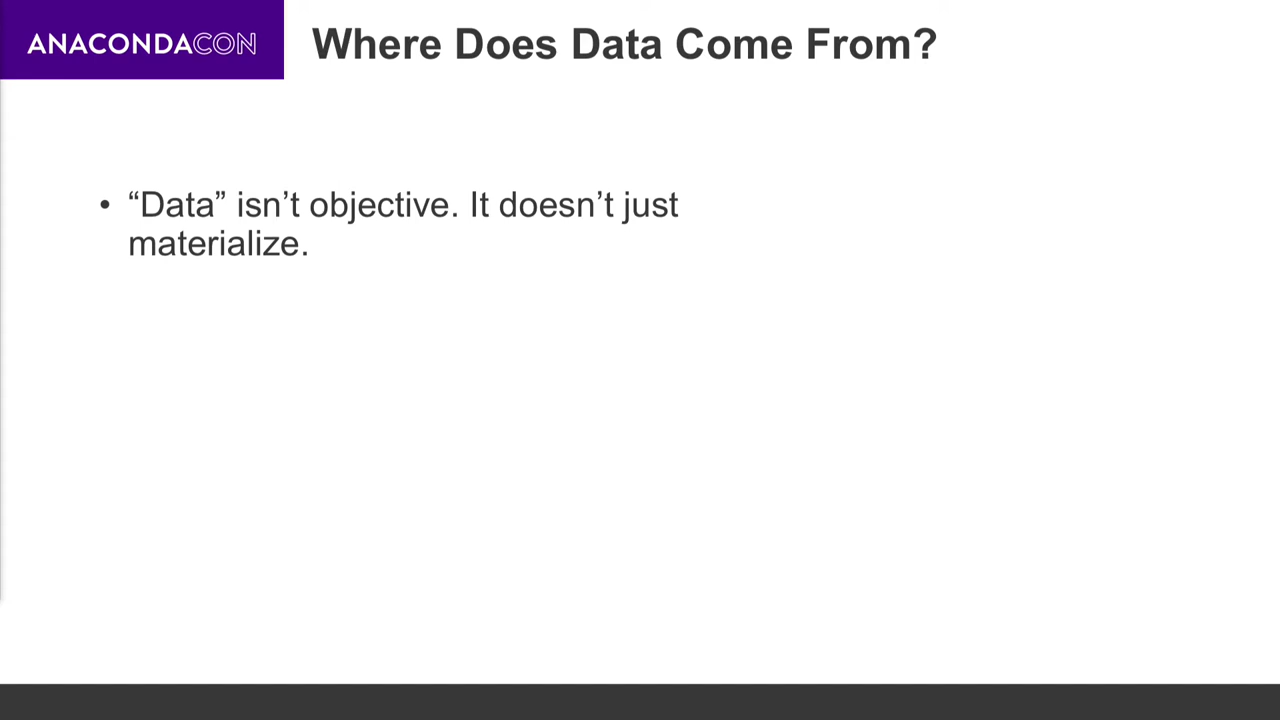 ANACONDACON
Where Does Data Come From?
• “Data” isn’t objective. It doesn’t just
materialize.